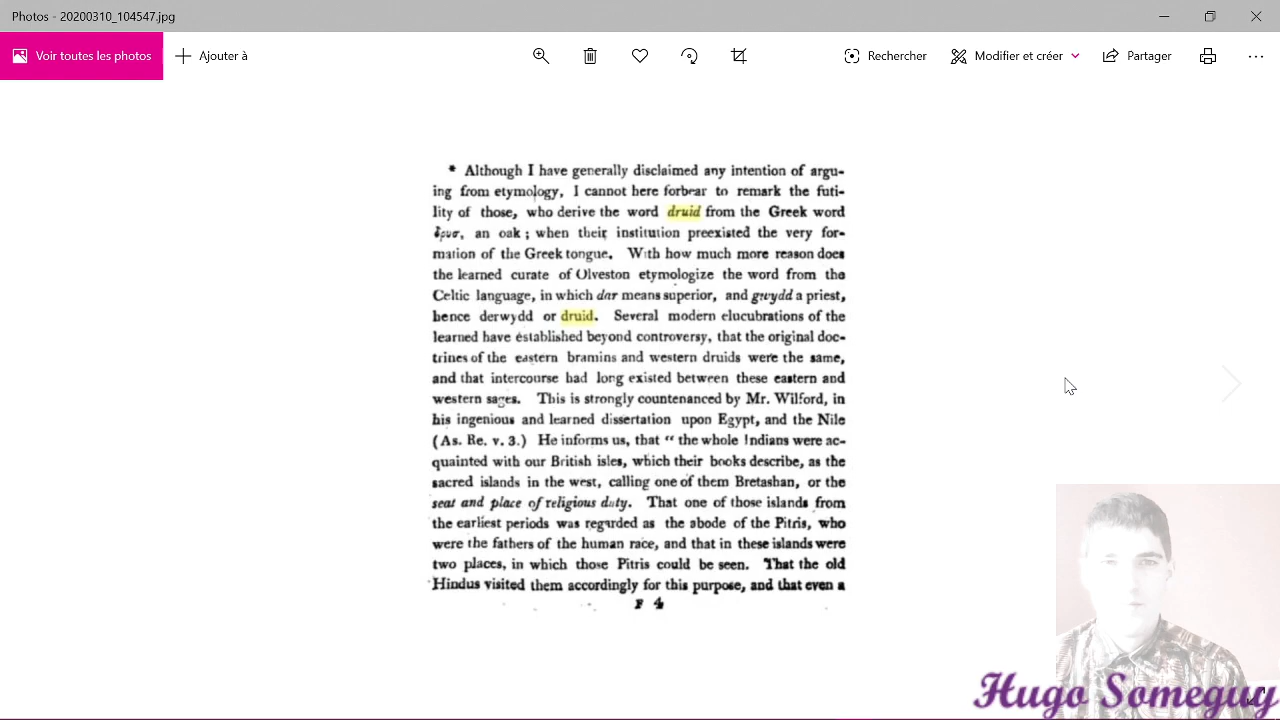 Photos - 20200310_104547.jpg
Voir toutes les photos
Ajouter à
Rechercher
Modifier et créer
Partager
* Although I have generally disclaimed any intention of argu-
ing from etymology, I cannot here forbear to remark the futi-
lity of those, who derive the word druid from the Greek word
δρυσ, an oak ; when their institution preexisted the very for-
mation of the Greek tongue. With how much more reason does
the learned curate of Olveston etymologize the word from the
Celtic language, in which dar means superior, and gwydd a priest,
hence derwydd or druid. Several modern elucubrations of the
learned have established beyond controversy, that the original doc-
trines of the eastern bramins and western druids were the same,
and that intercourse had long existed between these eastern and
western sages. This is strongly countenanced by Mr. Wilford, in
his ingenious and learned dissertation upon Egypt, and the Nile
(As. Re. v. 3.) He informs us, that “ the whole Indians were ac-
quainted with our British isles, which their books describe, as the
sacred islands in the west, calling one of them Bretashan, or the
seat and place of religious duty. That one of those islands from
the earliest periods was regarded as the abode of the Pitris, who
were the fathers of the human race, and that in these islands were
two places, in which those Pitris could be seen. That the old
Hindus visited them accordingly for this purpose, and that even a
F 4
Hugo Someguy